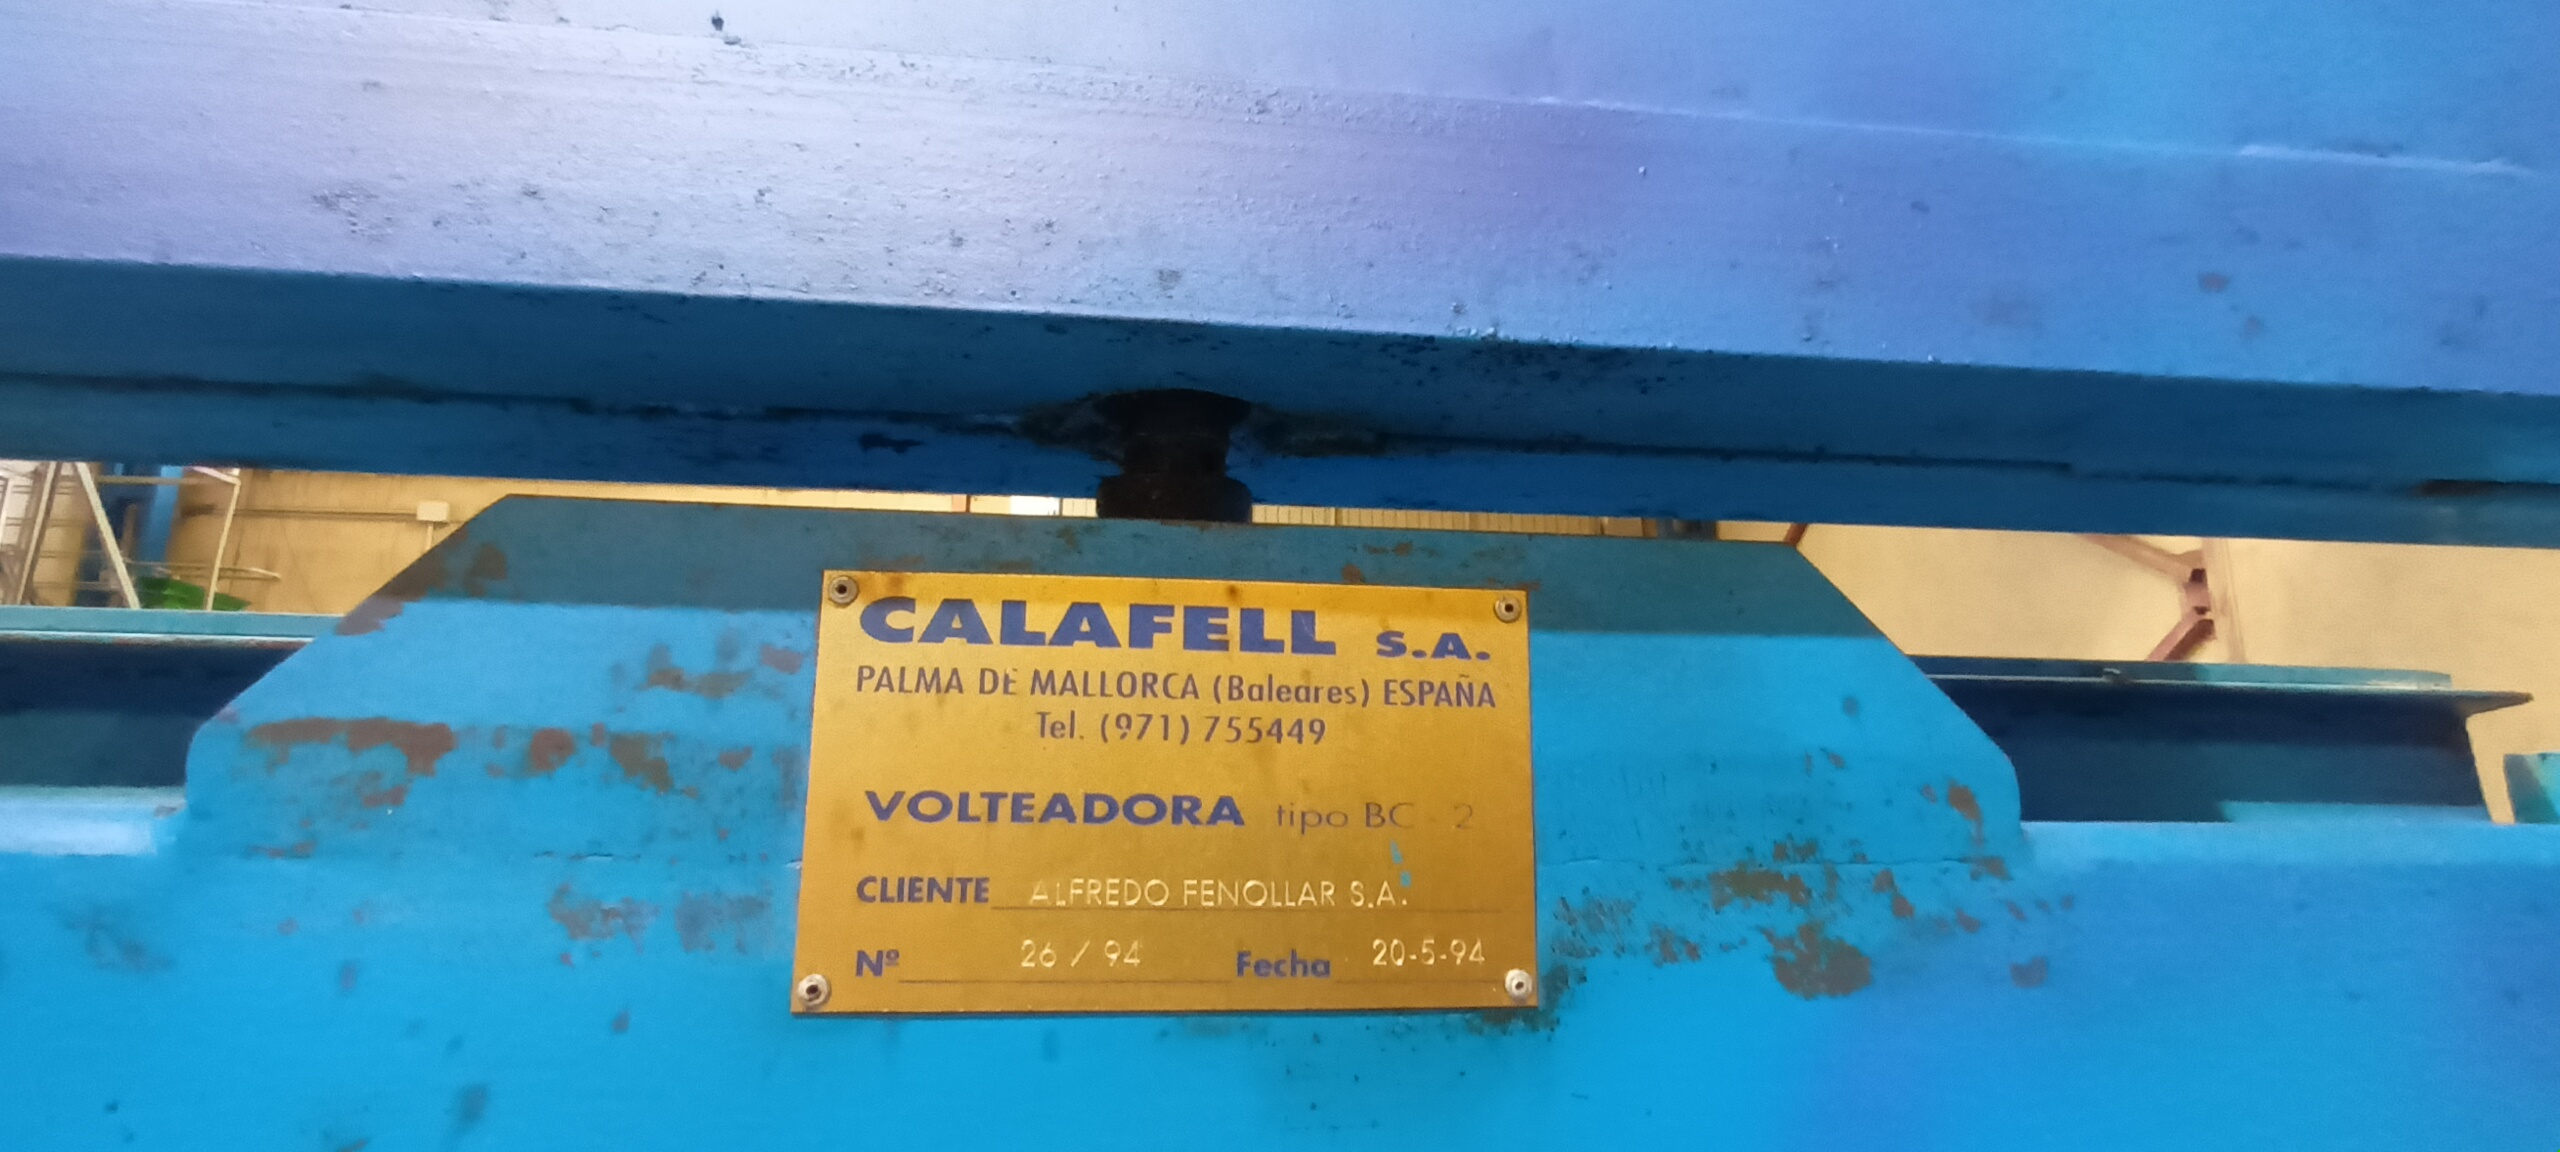 CALAFELL S.A.
PALMA DE MALLORCA (Baleares) ESPAÑA
Tel. (971) 755449
VOLTEADORA tipo BC - 2
CLIENTE ALFREDO FENOLLAR S.A.
Nº 26 / 94 Fecha 20-5-94